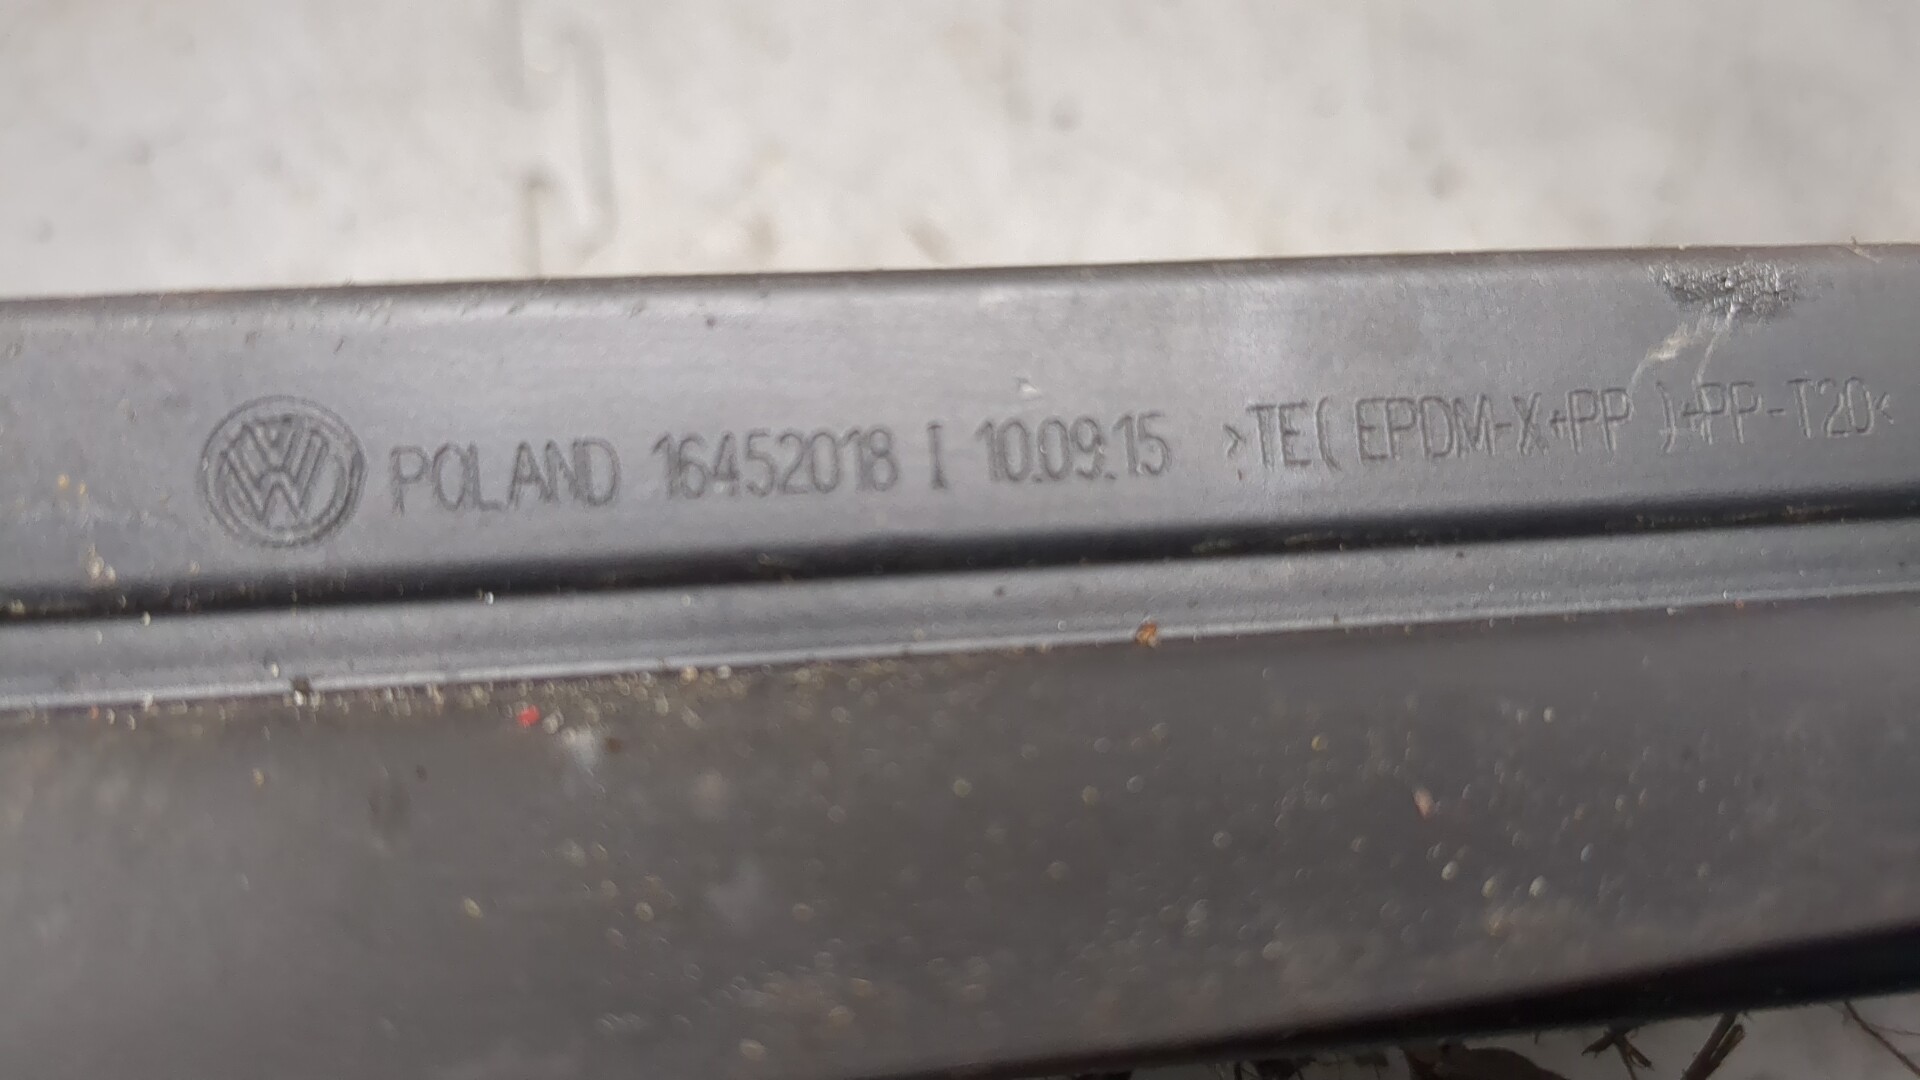 POLAND 16452018 I 10.09.15 >TE(EPDM-X+PP)+PP-T20<